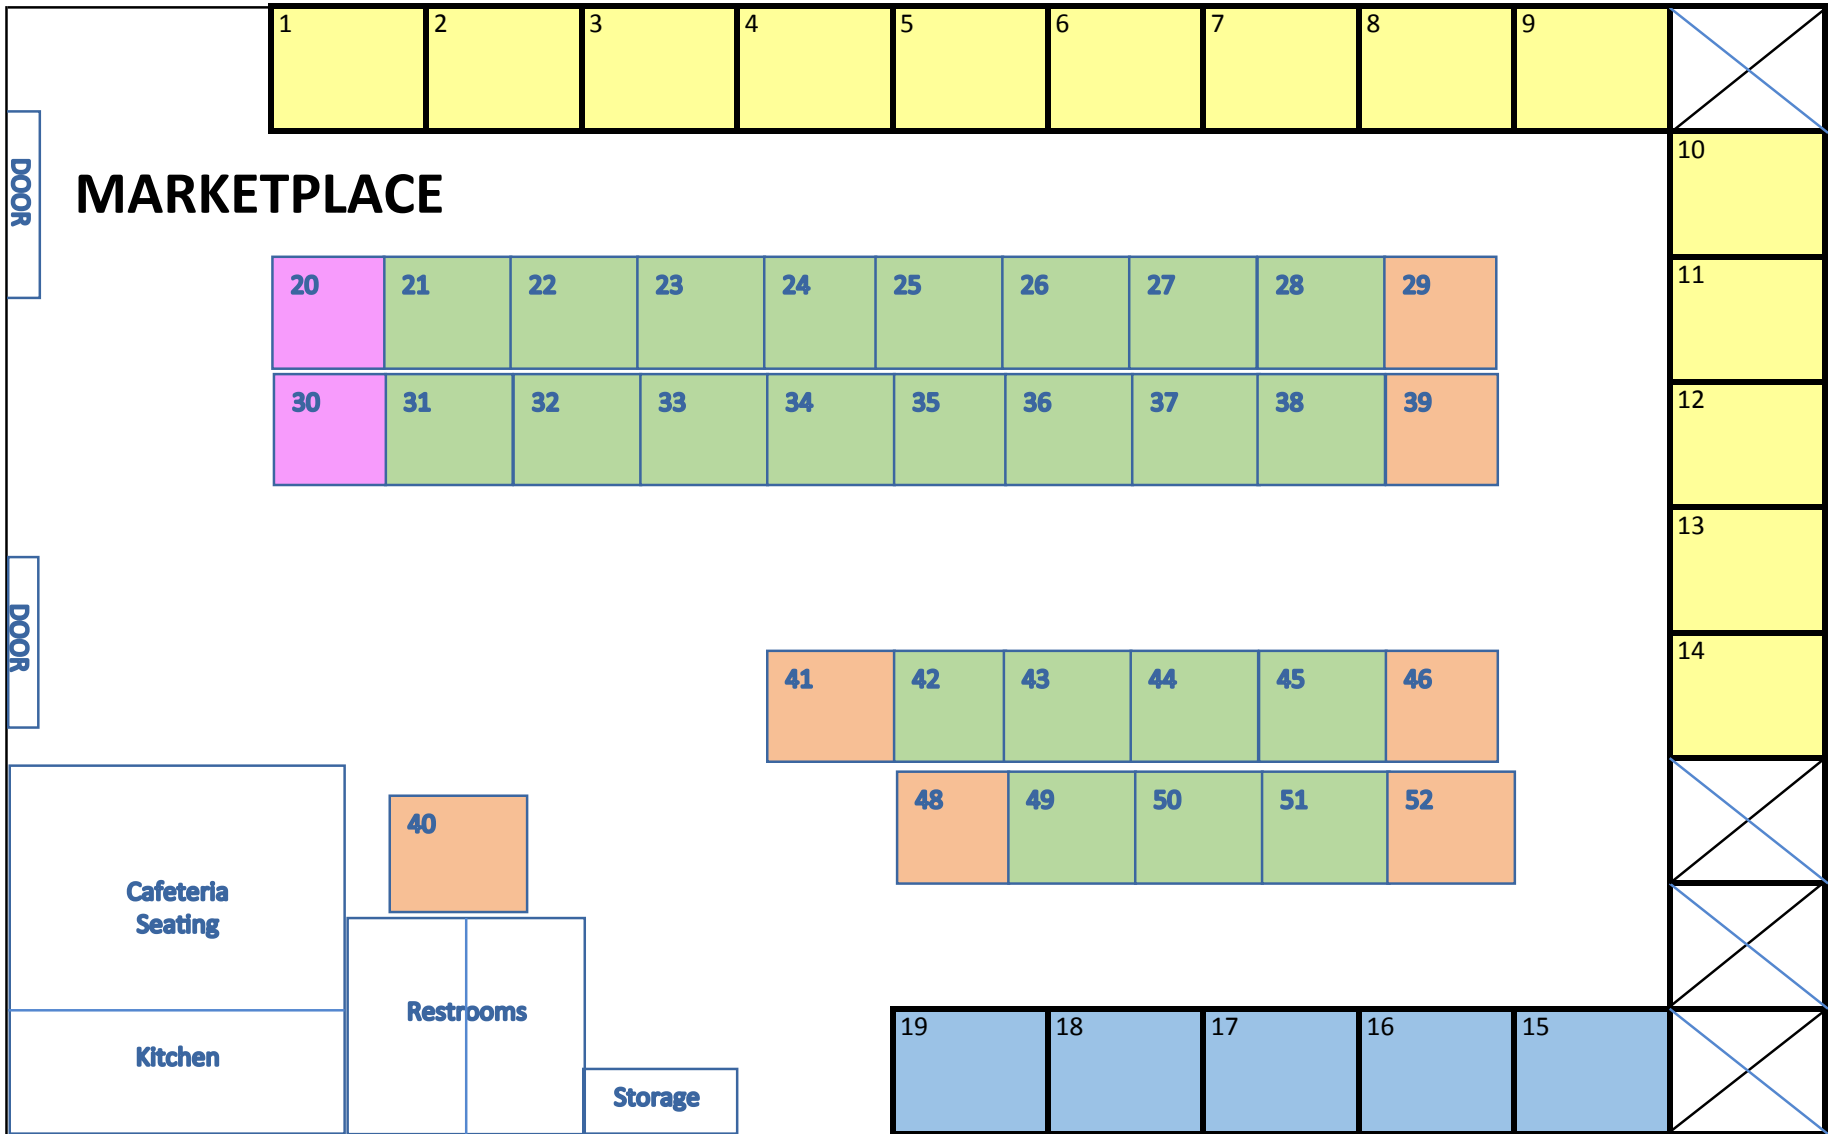 1 2 3 4 5 6 7 8 9
10
DOOR
MARKETPLACE
20 21 22 23 24 25 26 27 28 29
11
30 31 32 33 34 35 36 37 38 39
12
13
DOOR
14
41 42 43 44 45 46
48 49 50 51 52
40
Cafeteria
Seating
Restrooms
19 18 17 16 15
Kitchen
Storage